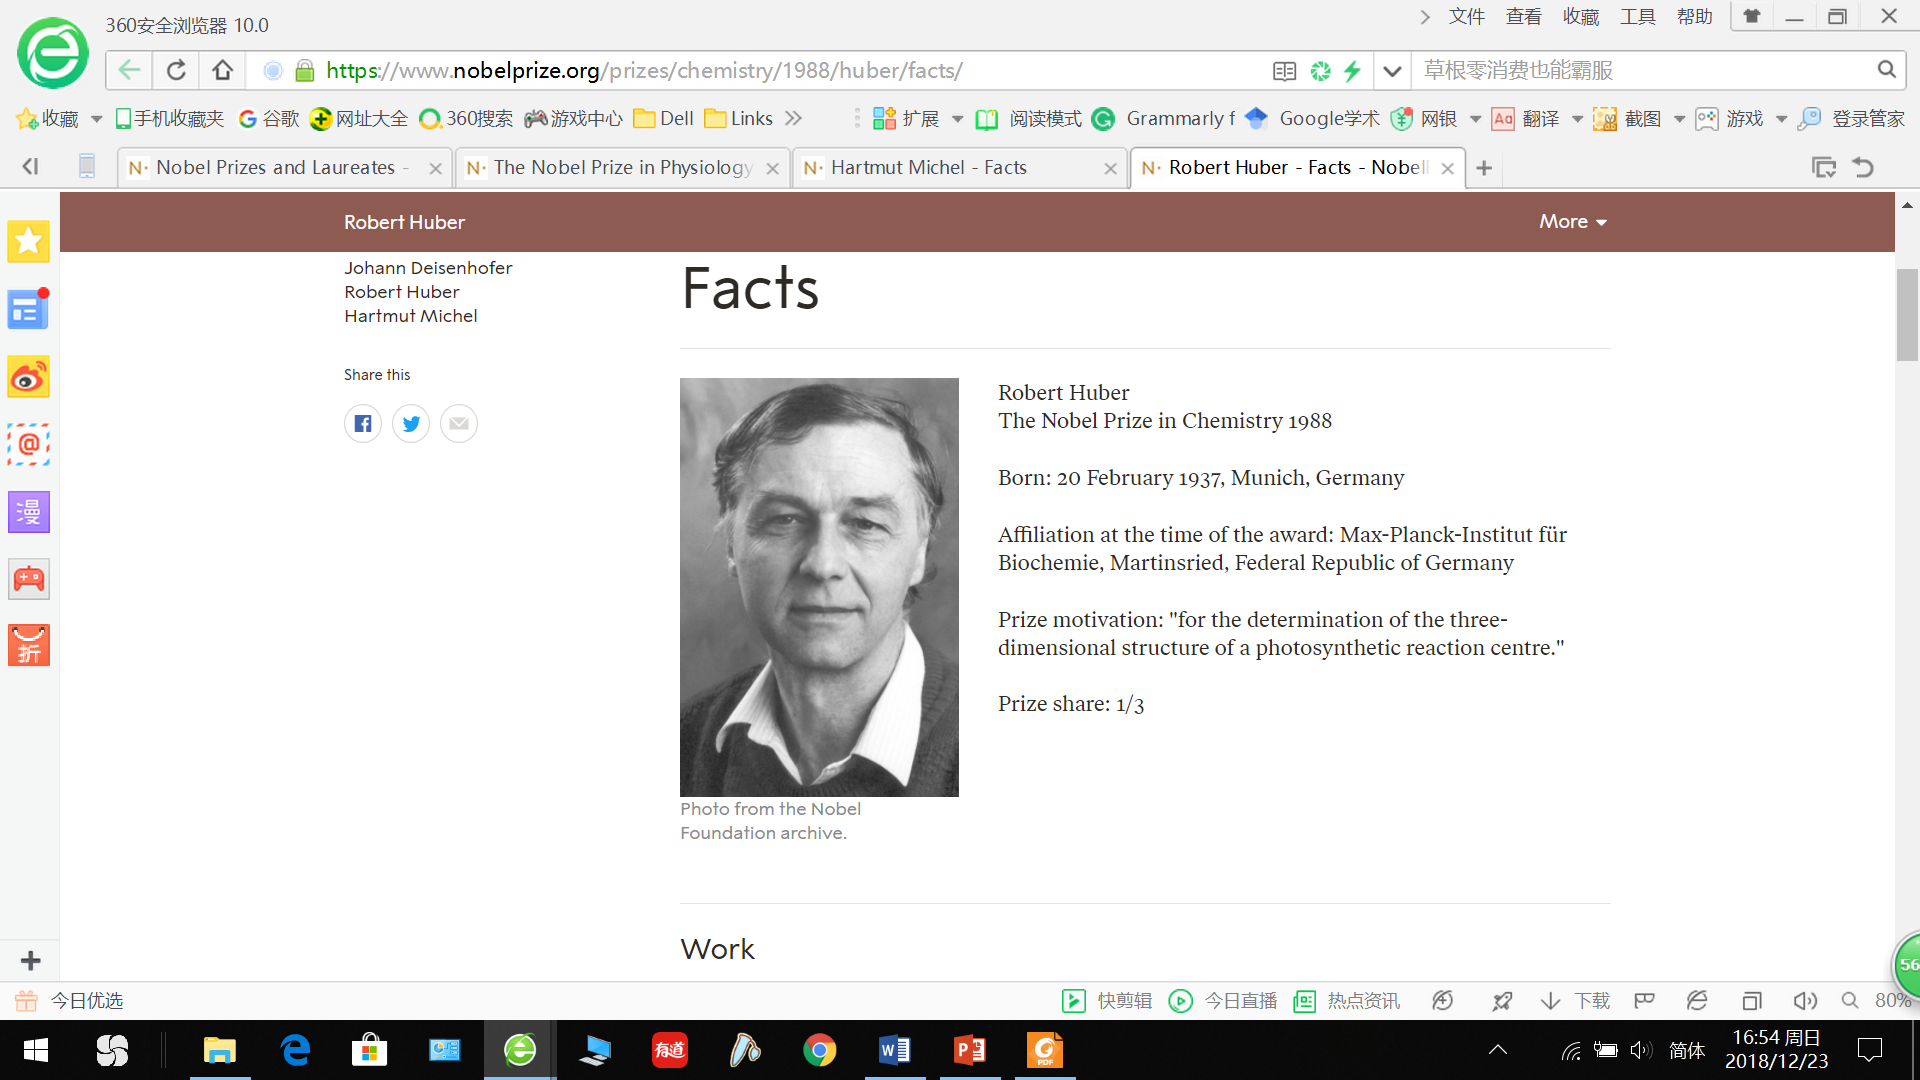 360安全浏览器 10.0
文件 查看 收藏 工具 帮助
https://www.nobelprize.org/prizes/chemistry/1988/huber/facts/
草根零消费也能霸服
收藏 手机收藏夹 谷歌 网址大全 360搜索 游戏中心 Dell Links 扩展 阅读模式 Grammarly f Google学术 网银 翻译 截图 游戏 登录管家
Nobel Prizes and Laureates -
The Nobel Prize in Physiology
Hartmut Michel - Facts
Robert Huber - Facts - Nobel
Robert Huber
More
Johann Deisenhofer
Robert Huber
Hartmut Michel
Share this
Facts
Robert Huber
The Nobel Prize in Chemistry 1988
Born: 20 February 1937, Munich, Germany
Affiliation at the time of the award: Max-Planck-Institut für
Biochemie, Martinsried, Federal Republic of Germany
Prize motivation: "for the determination of the three-
dimensional structure of a photosynthetic reaction centre."
Prize share: 1/3
Photo from the Nobel
Foundation archive.
Work
漫
折
56
今日优选
快剪辑 今日直播 热点资讯 下载 80%
有道
简体
16:54 周日
2018/12/23